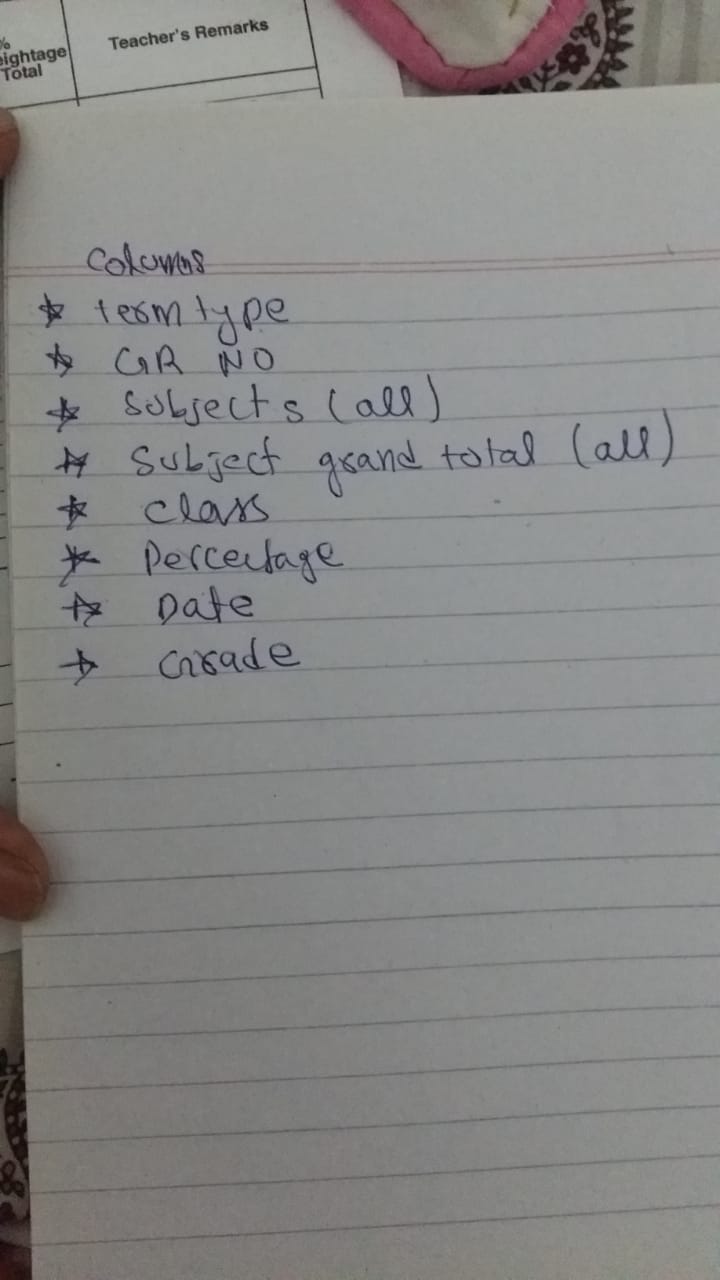 %
eightage
Total
Teacher's Remarks
Columns
* term type
* GR NO
* Subjects (all)
* Subject grand total (all)
* class
* Percentage
* Date
* Grade